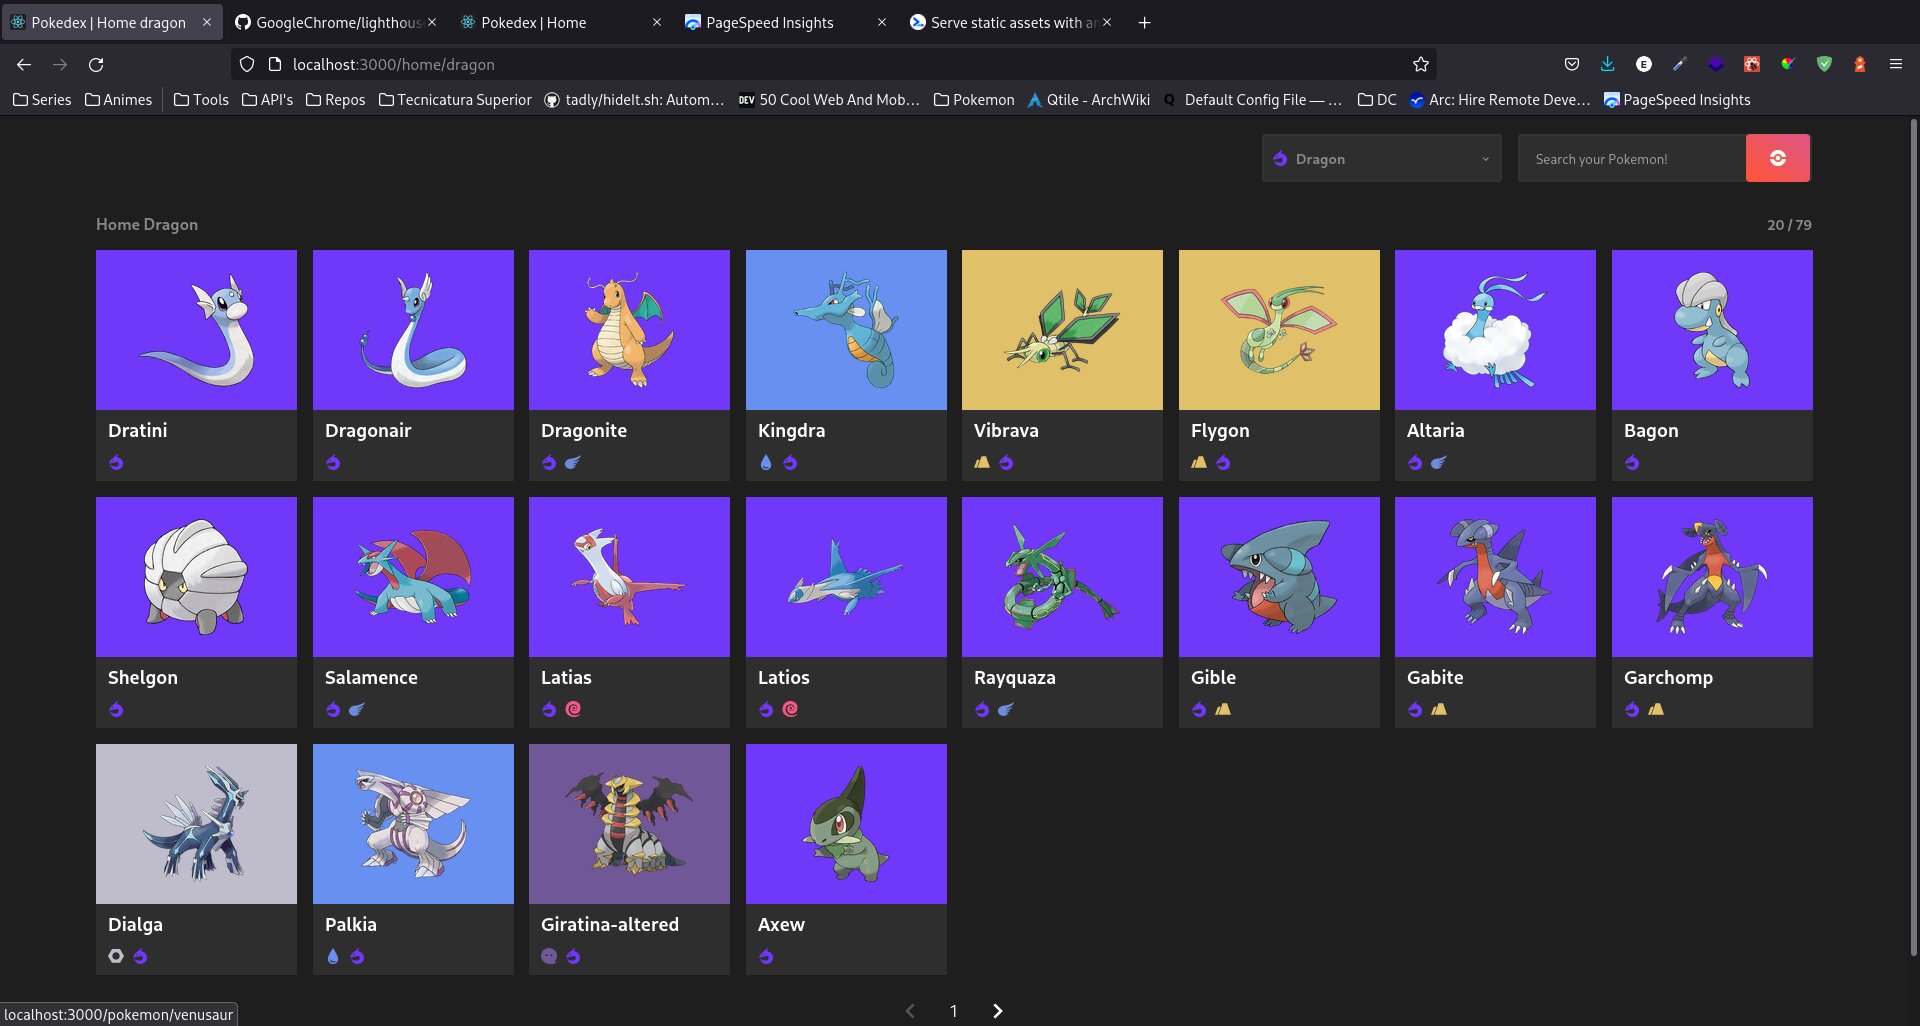 Pokedex | Home dragon
GoogleChrome/lighthous
Pokedex | Home
PageSpeed Insights
Serve static assets with an
localhost:3000/home/dragon
E
Series
Animes
Tools
API's
Repos
Tecnicatura Superior
tadly/hideIt.sh: Autom…
DEV
50 Cool Web And Mob…
Pokemon
Qtile - ArchWiki
Q
Default Config File — …
DC
Arc: Hire Remote Deve…
PageSpeed Insights
Dragon
Search your Pokemon!
Home Dragon
20 / 79
Dratini
Dragonair
Dragonite
Kingdra
Vibrava
Flygon
Altaria
Bagon
Shelgon
Salamence
Latias
Latios
Rayquaza
Gible
Gabite
Garchomp
Dialga
Palkia
Giratina-altered
Axew
1
localhost:3000/pokemon/venusaur